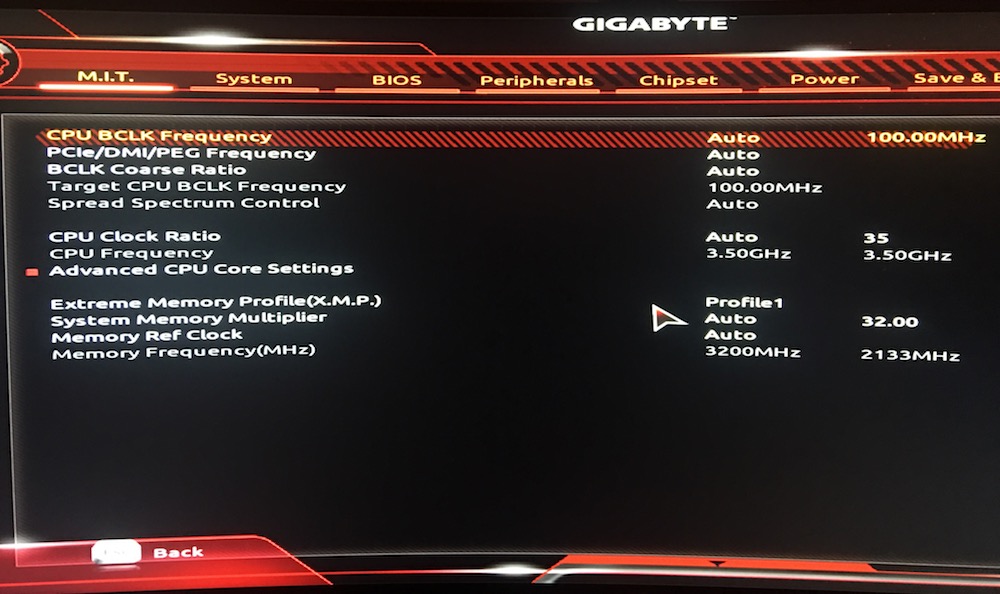 GIGABYTE™
M.I.T. System BIOS Peripherals Chipset Power Save & E
CPU BCLK Frequency Auto 100.00MHz
PCIe/DMI/PEG Frequency Auto
BCLK Coarse Ratio Auto
Target CPU BCLK Frequency 100.00MHz
Spread Spectrum Control Auto
CPU Clock Ratio Auto 35
CPU Frequency 3.50GHz 3.50GHz
Advanced CPU Core Settings
Extreme Memory Profile(X.M.P.) Profile1
System Memory Multiplier Auto 32.00
Memory Ref Clock Auto
Memory Frequency(MHz) 3200MHz 2133MHz
Back